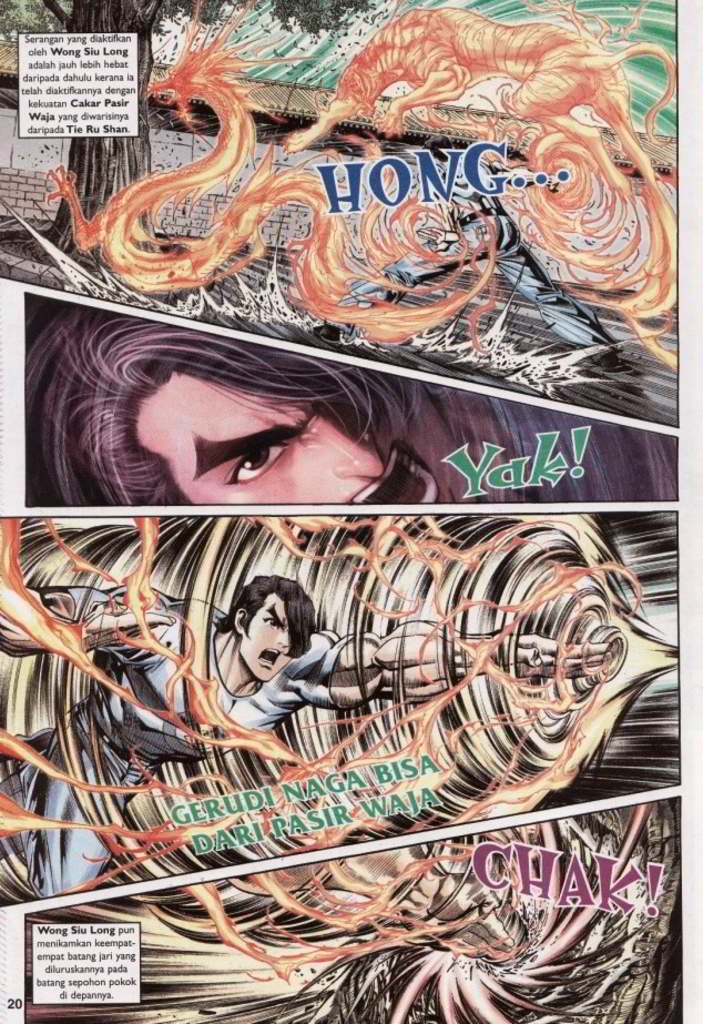 Serangan yang diaktifkan
oleh Wong Siu Long
adalah jauh lebih hebat
daripada dahulu kerana ia
telah diaktifkannya dengan
kekuatan Cakar Pasir
Waja yang diwarisinya
daripada Tie Ru Shan.
HONG...
Yak!
GERUDI NAGA BISA
DARI PASIR WAJA
CHAK!
Wong Siu Long pun
menikamkan keempat-
empat batang jari yang
diluruskannya pada
batang sepohon pokok
di depannya.
20